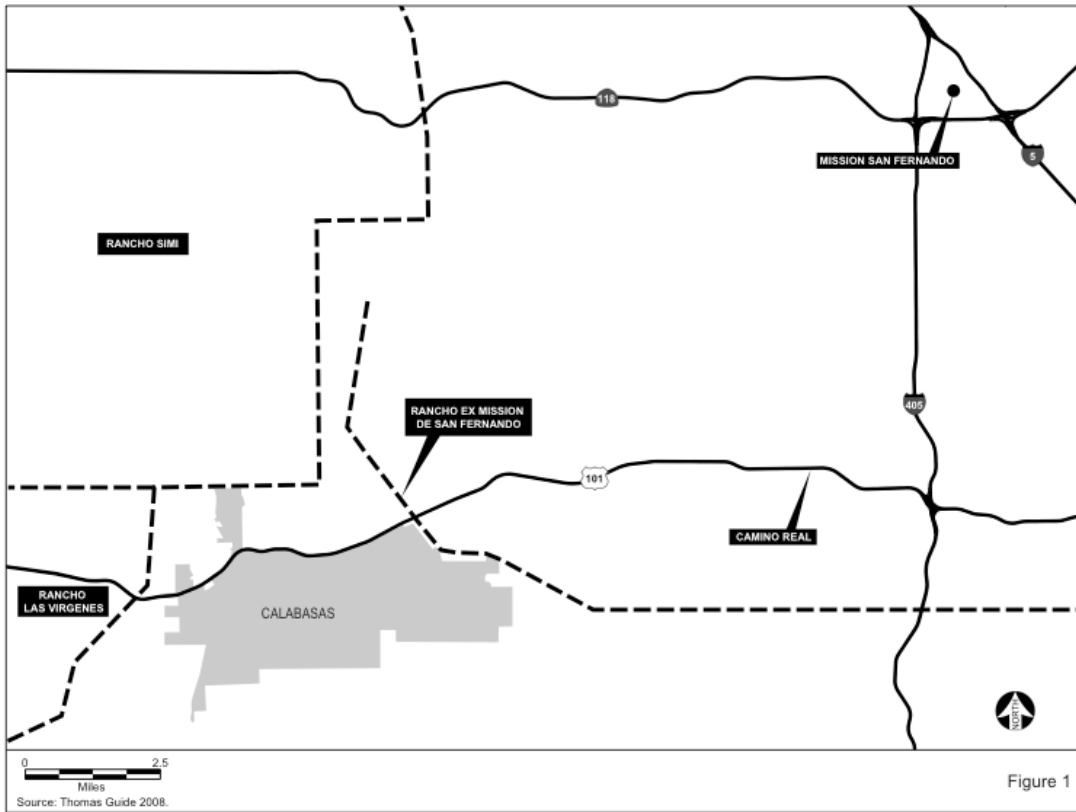 118
MISSION SAN FERNANDO
5
RANCHO SIMI
405
RANCHO EX MISSION
DE SAN FERNANDO
101
CAMINO REAL
RANCHO
LAS VIRGENES
CALABASAS
NORTH
0 2.5
Miles
Source: Thomas Guide 2008.
Figure 1